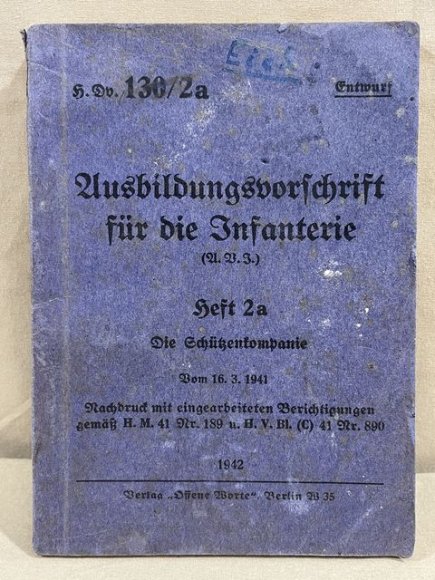 H. Dv. 130/2a
Entwurf
Ausbildungsvorschrift
für die Infanterie
(A. V. I.)
Heft 2a
Die Schützenkompanie
Vom 16. 3. 1941
Nachdruck mit eingearbeiteten Berichtigungen
gemäß H. M. 41 Nr. 189 u. H. V. Bl. (C) 41 Nr. 890
1942
Verlag „Offene Worte“, Berlin W 35